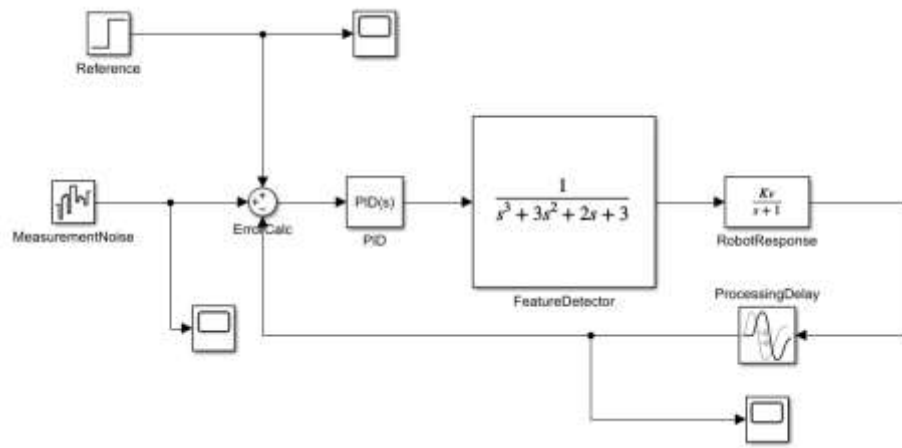 Reference
MeasurementNoise
ErrorCalc
PID(s)
PID
1
s³ + 3s² + 2s + 3
FeatureDetector
Kv
s + 1
RobotResponse
ProcessingDelay